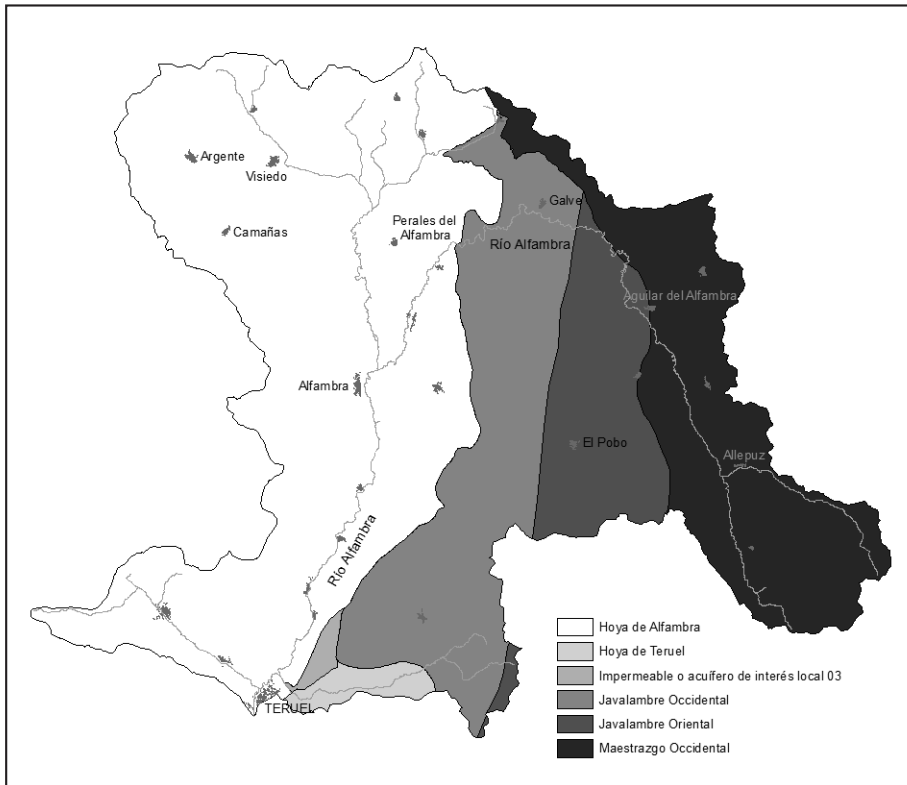 Argente
Visiedo
Galve
Camañas
Perales del
Alfambra
Río Alfambra
Aguilar del Alfambra
Alfambra
El Pobo
Allepuz
Río Alfambra
TERUEL
Hoya de Alfambra
Hoya de Teruel
Impermeable o acuífero de interés local 03
Javalambre Occidental
Javalambre Oriental
Maestrazgo Occidental